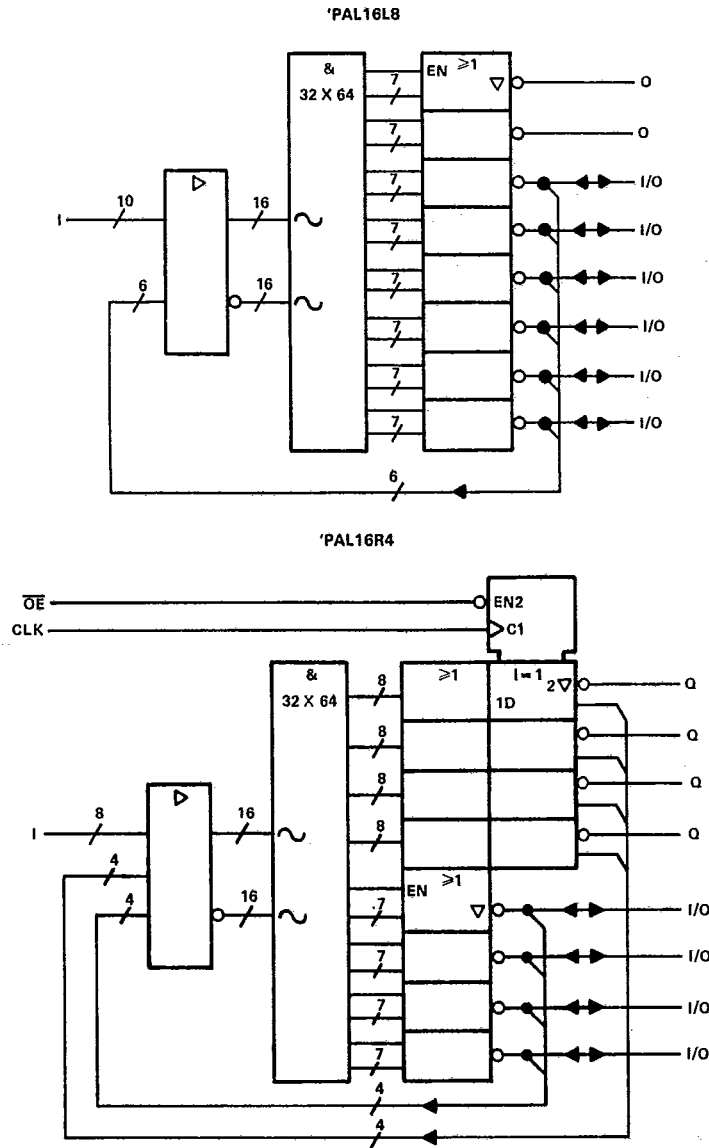 'PAL16L8
&
32 X 64
EN ≥1
▽
O
7
7
O
7
I/O
I 10 16
7
I/O
6 16
7
I/O
7
I/O
7
I/O
7
I/O
6
'PAL16R4
OE
EN2
CLK
C1
&
32 X 64
≥1
I = 1
2▽
1D
8
Q
8
Q
8
Q
8
Q
I 8 16
4
4 16
EN ≥1
▽
7
I/O
7
I/O
7
I/O
7
I/O
4
4